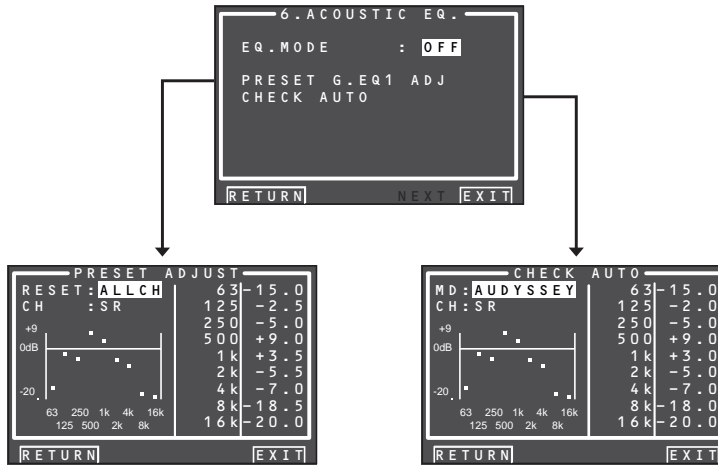 6.ACOUSTIC EQ.
EQ.MODE : OFF
PRESET G.EQ1 ADJ
CHECK AUTO
RETURN NEXT EXIT
PRESET ADJUST
RESET:ALLCH
CH :SR
+9
0dB
-20
63 250 1k 4k 16k
125 500 2k 8k
63 -15.0
125 -2.5
250 -5.0
500 +9.0
1k +3.5
2k -5.5
4k -7.0
8k -18.5
16k -20.0
RETURN EXIT
CHECK AUTO
MD:AUDYSSEY
CH:SR
+9
0dB
-20
63 250 1k 4k 16k
125 500 2k 8k
63 -15.0
125 -2.0
250 -5.0
500 +9.0
1k +3.0
2k -5.0
4k -7.0
8k -18.0
16k -20.0
RETURN EXIT